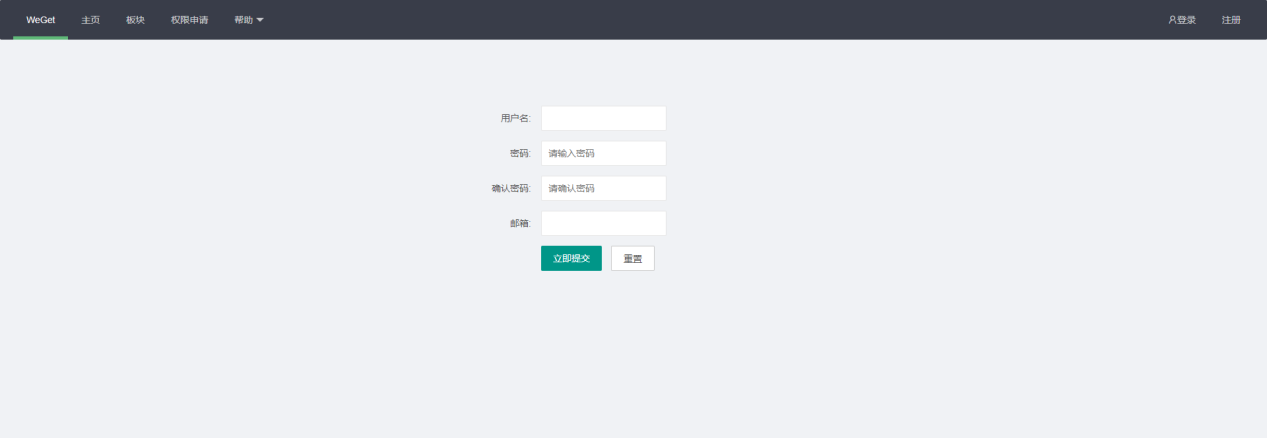 WeGet 主页 板块 权限申请 帮助 登录 注册
用户名:
密码: 请输入密码
确认密码: 请确认密码
邮箱:
立即提交 重置